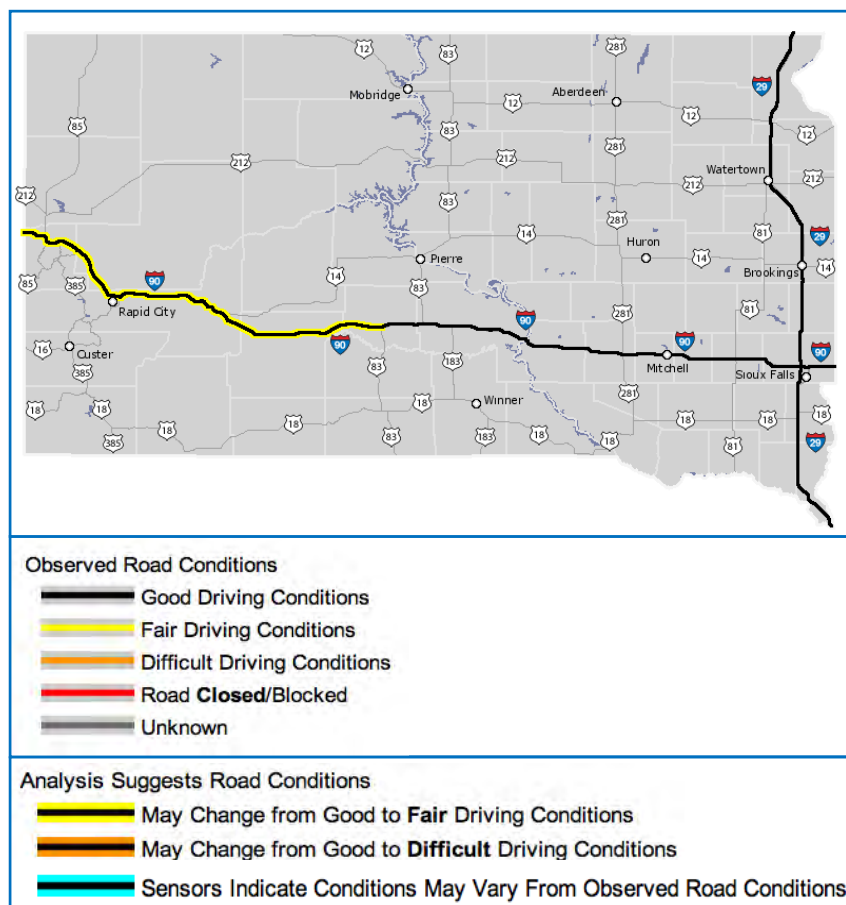 12
83
281
29
Mobridge
Aberdeen
12
12
85
83
12
212
212
281
Watertown
212
212
212
83
281
81
29
14
Huron
Pierre
14
Brookings
14
90
14
85
385
83
Rapid City
90
281
81
16
Custer
90
83
183
90
Mitchell
90
Sioux Falls
385
281
18
18
18
Winner
18
18
18
385
18
18
83
183
18
18
81
29
Observed Road Conditions
Good Driving Conditions
Fair Driving Conditions
Difficult Driving Conditions
Road Closed/Blocked
Unknown
Analysis Suggests Road Conditions
May Change from Good to Fair Driving Conditions
May Change from Good to Difficult Driving Conditions
Sensors Indicate Conditions May Vary From Observed Road Conditions